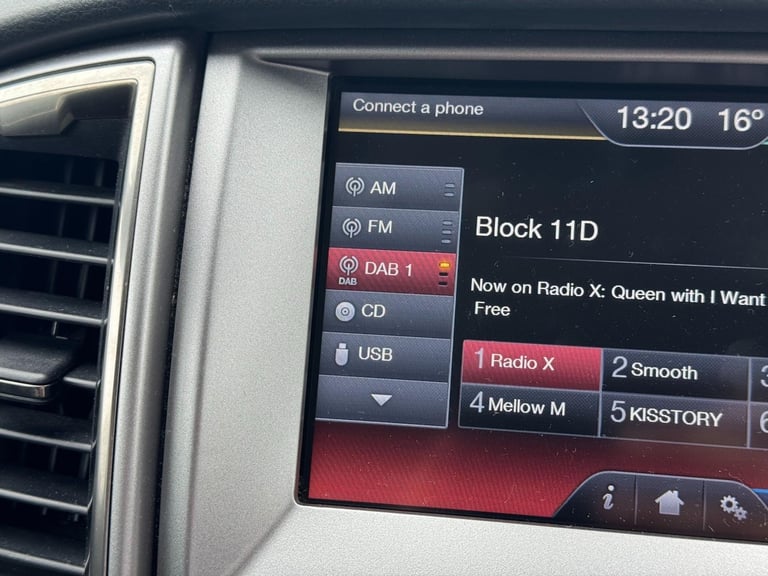 Connect a phone
13:20 16°
AM
FM
DAB
DAB 1
CD
USB
Block 11D
Now on Radio X: Queen with I Want
Free
1 Radio X
2 Smooth
4 Mellow M
5 KISSTORY
i